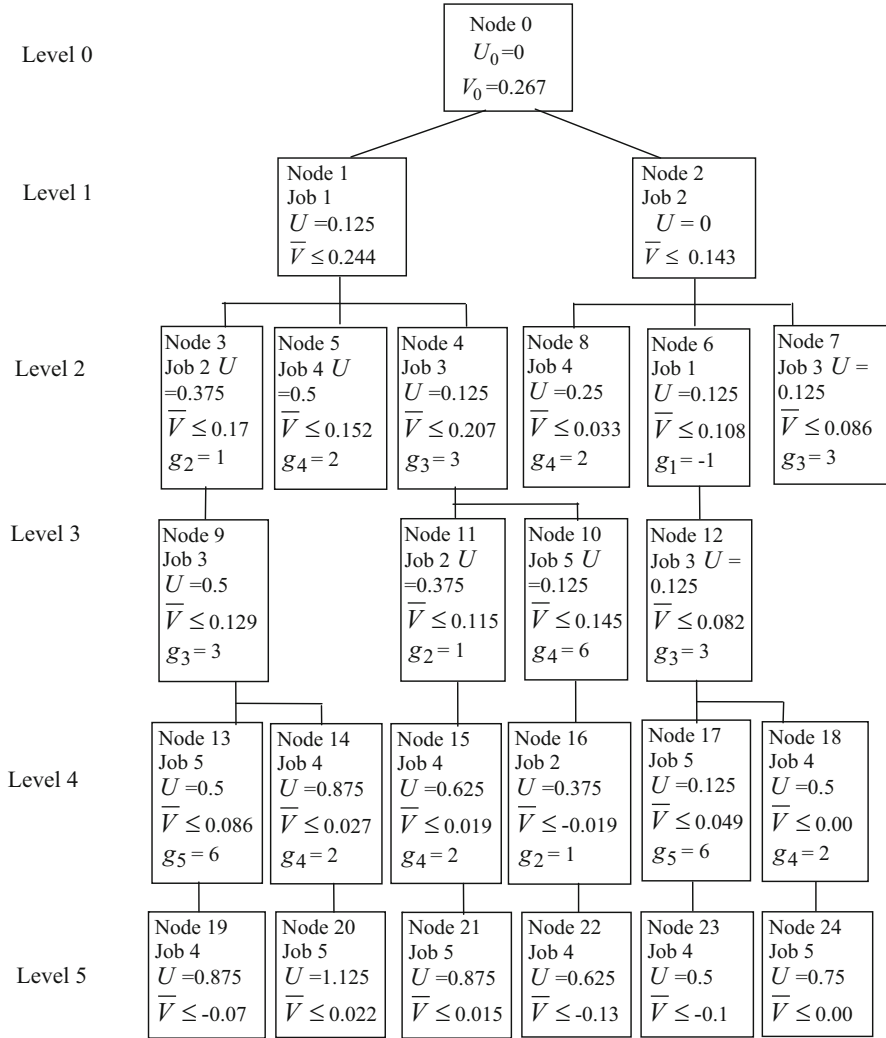 Level 0
Node 0
U₀=0
V₀=0.267
Level 1
Node 1
Job 1
U =0.125
V̅ ≤ 0.244
Node 2
Job 2
U = 0
V̅ ≤ 0.143
Level 2
Node 3
Job 2 U
=0.375
V̅ ≤ 0.17
g₂= 1
Node 5
Job 4 U
=0.5
V̅ ≤ 0.152
g₄= 2
Node 4
Job 3
U =0.125
V̅ ≤ 0.207
g₃= 3
Node 8
Job 4
U =0.25
V̅ ≤ 0.033
g₄= 2
Node 6
Job 1
U =0.125
V̅ ≤ 0.108
g₁= -1
Node 7
Job 3 U =
0.125
V̅ ≤ 0.086
g₃= 3
Level 3
Node 9
Job 3
U =0.5
V̅ ≤ 0.129
g₃= 3
Node 11
Job 2 U
=0.375
V̅ ≤ 0.115
g₂= 1
Node 10
Job 5 U
=0.125
V̅ ≤ 0.145
g₄= 6
Node 12
Job 3 U =
0.125
V̅ ≤ 0.082
g₃= 3
Level 4
Node 13
Job 5
U =0.5
V̅ ≤ 0.086
g₅= 6
Node 14
Job 4
U =0.875
V̅ ≤ 0.027
g₄= 2
Node 15
Job 4
U =0.625
V̅ ≤ 0.019
g₄= 2
Node 16
Job 2
U =0.375
V̅ ≤ -0.019
g₂= 1
Node 17
Job 5
U =0.125
V̅ ≤ 0.049
g₅= 6
Node 18
Job 4
U =0.5
V̅ ≤ 0.00
g₄= 2
Level 5
Node 19
Job 4
U =0.875
V̅ ≤ -0.07
Node 20
Job 5
U =1.125
V̅ ≤ 0.022
Node 21
Job 5
U =0.875
V̅ ≤ 0.015
Node 22
Job 4
U =0.625
V̅ ≤ -0.13
Node 23
Job 4
U =0.5
V̅ ≤ -0.1
Node 24
Job 5
U =0.75
V̅ ≤ 0.00